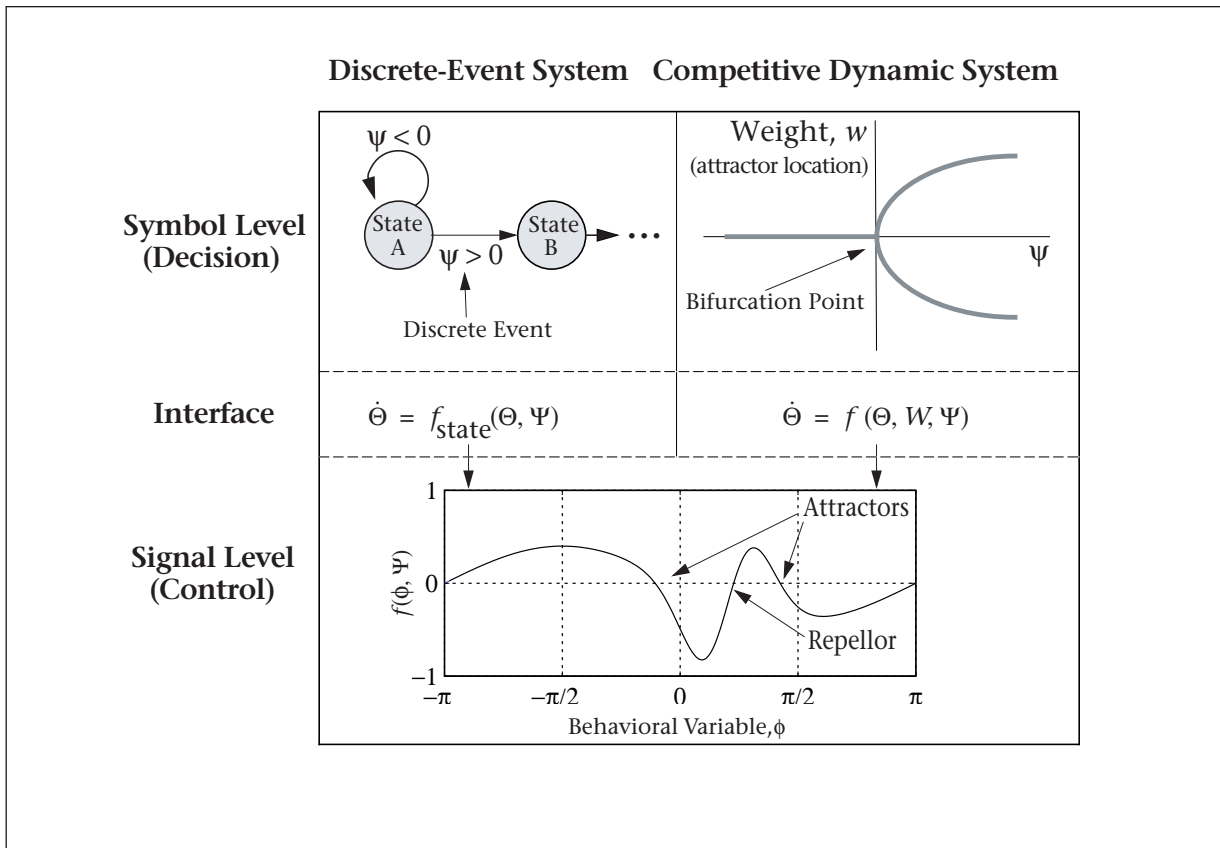 Discrete-Event System Competitive Dynamic System
Symbol Level
(Decision)
ψ < 0
State
A
ψ > 0
State
B
•••
Discrete Event
Weight, w
(attractor location)
ψ
Bifurcation Point
Interface
Θ̇ = f_state(Θ, Ψ)
Θ̇ = f (Θ, W, Ψ)
Signal Level
(Control)
f(ϕ, Ψ)
1
0
−1
Attractors
Repellor
−π −π/2 0 π/2 π
Behavioral Variable,ϕ